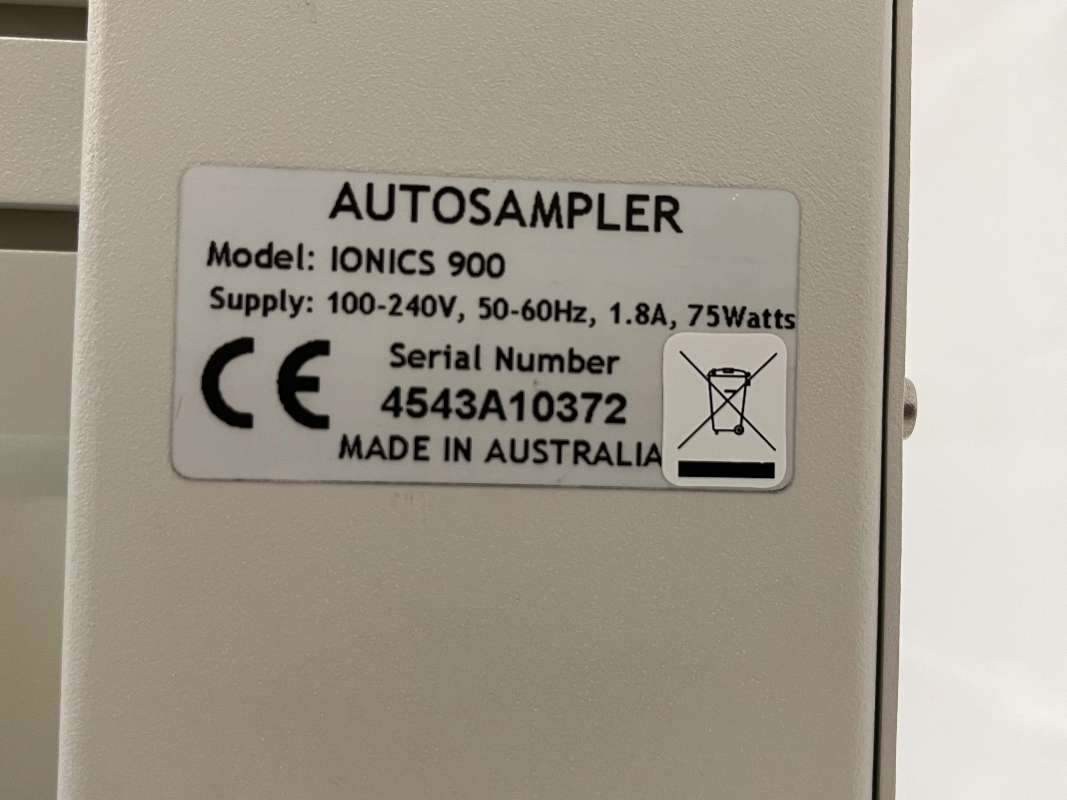 AUTOSAMPLER
Model: IONICS 900
Supply: 100-240V, 50-60Hz, 1.8A, 75Watts
CE
Serial Number
4543A10372
MADE IN AUSTRALIA